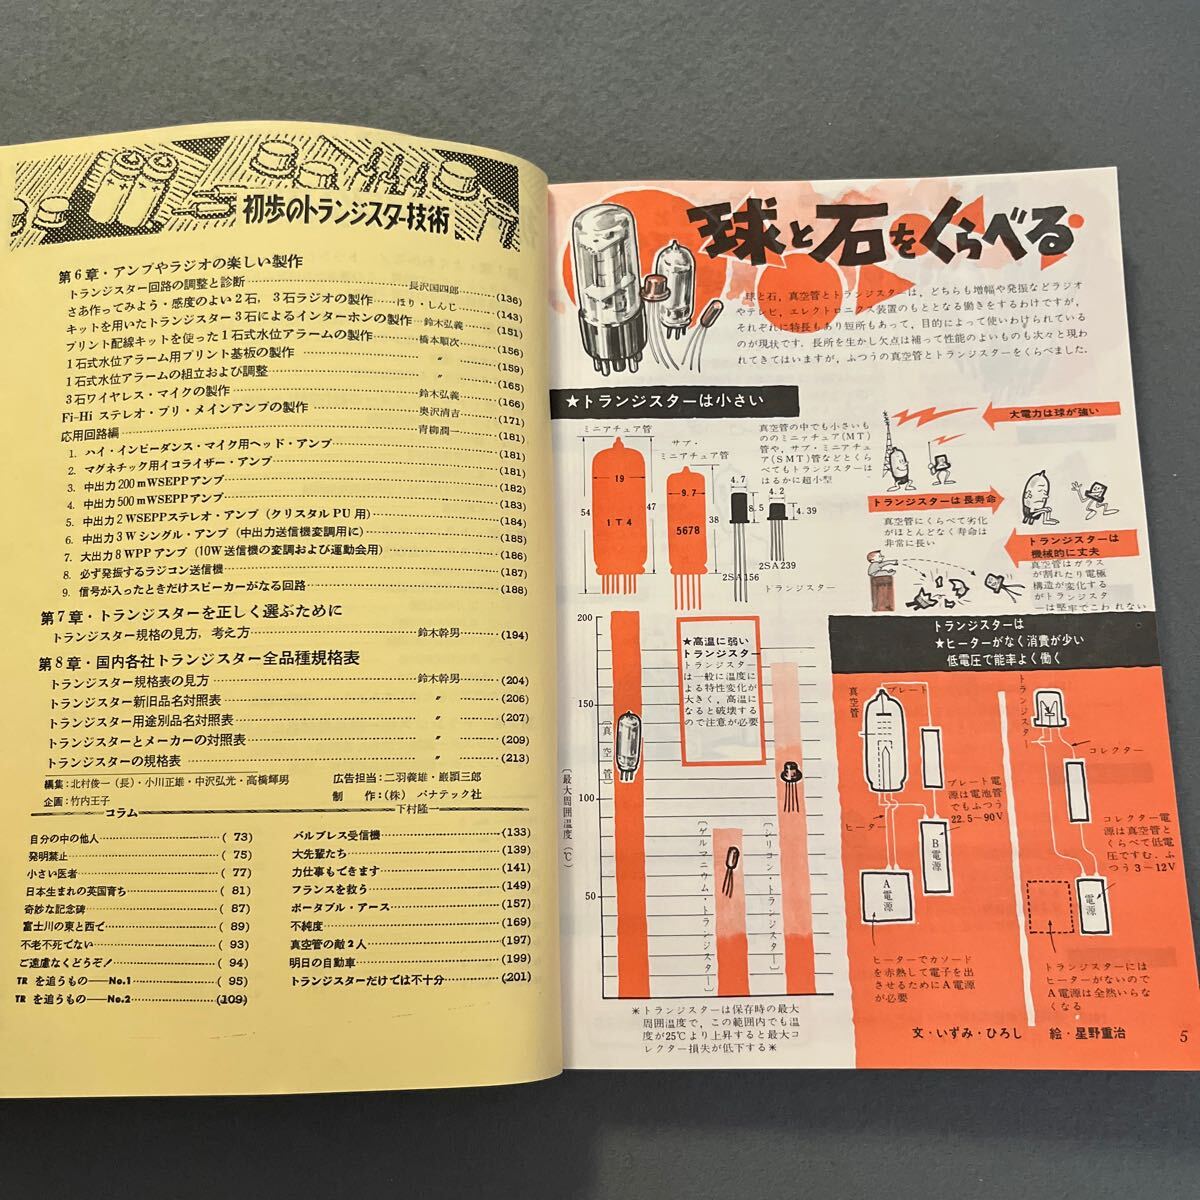 初歩のトランジスター技術
第6章・アンプやラジオの楽しい製作
トランジスター回路の調整と診断 長沢国四郎 (136)
さあ作ってみよう・感度のよい2石，3石ラジオの製作 ほり・しんじ (143)
キットを用いたトランジスター3石によるインターホンの製作 鈴木弘義 (151)
プリント配線キットを使った1石式水位アラームの製作 橋本順次 (156)
1石式水位アラーム用プリント基板の製作 〃 (159)
1石式水位アラームの組立および調整 〃 (165)
3石ワイヤレス・マイクの製作 鈴木弘義 (166)
Fi-Hi ステレオ・プリ・メインアンプの製作 奥沢清吉 (171)
応用回路編 青柳潤一 (181)
1. ハイ・インピーダンス・マイク用ヘッド・アンプ (181)
2. マグネチック用イコライザー・アンプ (181)
3. 中出力200mWSEPPアンプ (182)
4. 中出力500mWSEPPアンプ (183)
5. 中出力2WSEPPステレオ・アンプ（クリスタルPU用） (184)
6. 中出力3Wシングル・アンプ（中出力送信機変調用に） (185)
7. 大出力8WPPアンプ（10W送信機の変調および運動会用） (186)
8. 必ず発振するラジコン送信機 (187)
9. 信号が入ったときだけスピーカーがなる回路 (188)
第7章・トランジスターを正しく選ぶために
トランジスター規格の見方，考え方 鈴木幹男 (194)
第8章・国内各社トランジスター全品種規格表
トランジスター規格表の見方 鈴木幹男 (204)
トランジスター新旧品名対照表 〃 (206)
トランジスター用途別品名対照表 〃 (207)
トランジスターとメーカーの対照表 〃 (209)
トランジスターの規格表 〃 (213)
編集：北村俊一（長）・小川正雄・中沢弘光・高橋輝男
企画：竹内王子
広告担当：二羽義雄・巌頴三郎
制　作：（株）パナテック社
下村隆一
コラム
自分の中の他人 ( 73)
発明禁止 ( 75)
小さい医者 ( 77)
日本生まれの英国育ち ( 81)
奇妙な記念碑 ( 87)
富士川の東と西で ( 89)
不老不死でない ( 93)
ご遠慮なくどうぞ！ ( 94)
TR を追うもの——No.1 ( 95)
TR を追うもの——No.2 (109)
バルブレス受信機 (133)
大先輩たち (139)
力仕事もできます (141)
フランスを救う (149)
ポータブル・アース (157)
不純度 (169)
真空管の敵2人 (197)
明日の自動車 (199)
トランジスターだけでは不十分 (201)
球と石をくらべる
球と石，真空管とトランジスターは，どちらも増幅や発振などラジオ
やテレビ，エレクトロニクス装置のもととなる働きをするわけですが，
それぞれに特長もあり短所もあって，目的によって使いわけられている
のが現状です．長所を生かし欠点は補って性能のよいものも次々と現わ
れてきてはいますが，ふつうの真空管とトランジスターをくらべました．
★トランジスターは小さい
ミニアチュア管
サブ・
ミニアチュア管
真空管の中でも小さいも
ののミニァチュア(MT)
管や，サブ・ミニアチュ
ア(SMT)管などとくら
べてもトランジスターは
はるかに超小型
19
54
47
1T4
9.7
38
5678
4.7
8.5
2SA156
4.2
4.39
2SA239
トランジスター
大電力は球が強い
トランジスターは長寿命
真空管にくらべて劣化
がほとんどなく寿命は
非常に長い
トランジスターは
機械的に丈夫
真空管はガラス
が割れたり電極
構造が変化する
がトランジスタ
ーは堅牢でこわれない
200
150
100
50
〔最大周囲温度（℃）〕
〔真空管〕
★高温に弱い
トランジスター
トランジスター
は一般に温度に
よる特性変化が
大きく，高温に
なると破壊する
ので注意が必要
〔ゲルマニウム・トランジスター〕
〔シリコン・トランジスター〕
＊トランジスターは保存時の最大
周囲温度で，この範囲内でも温
度が25℃より上昇すると最大コ
レクター損失が低下する＊
トランジスターは
★ヒーターがなく消費が少い
低電圧で能率よく働く
真空管
プレート
ヒーター
プレート電
源は電池管
でもふつう
22.5〜90V
A電源
B電源
ヒーターでカソード
を赤熱して電子を出
させるためにA電源
が必要
トランジスター
コレクター
コレクター電
源は真空管と
くらべて低電
圧ですむ．ふ
つう3〜12V
電源
トランジスターには
ヒーターがないので
A電源は全然いらな
くなる
文・いずみ・ひろし　絵・星野重治
5